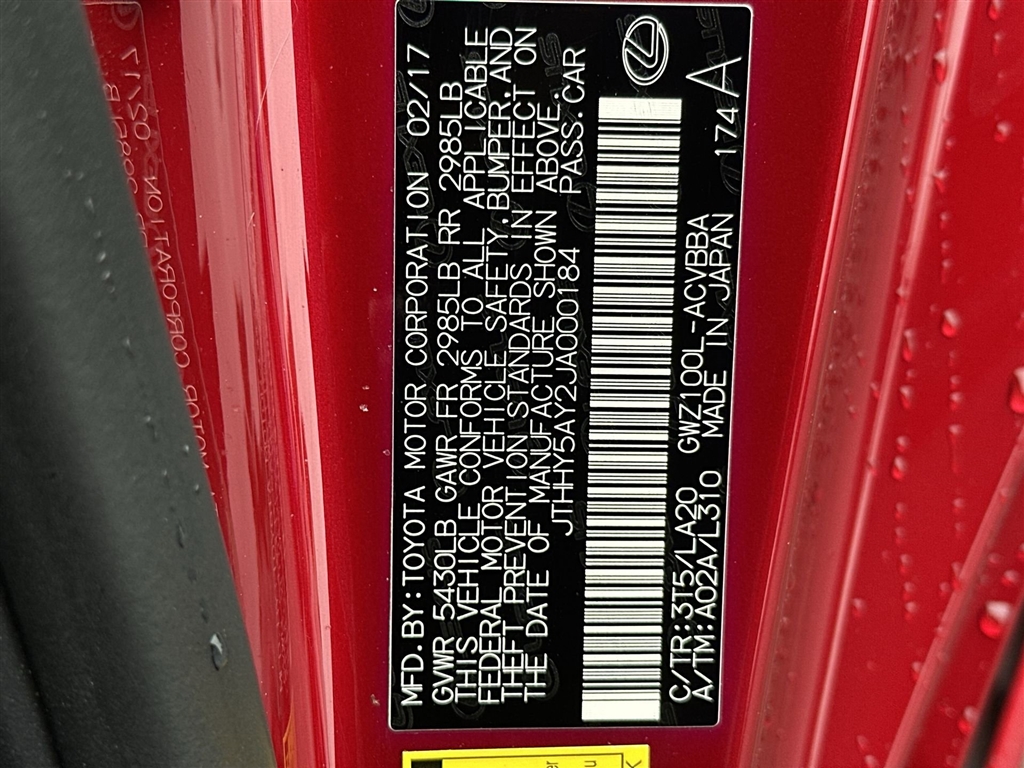 MFD.BY:TOYOTA MOTOR CORPORATION 02/17
GVWR 5430LB GAWR FR 2985LB RR 2985LB
THIS VEHICLE CONFORMS TO ALL APPLICABLE
FEDERAL MOTOR VEHICLE SAFETY,BUMPER,AND
THEFT PREVENTION STANDARDS IN EFFECT ON
THE DATE OF MANUFACTURE SHOWN ABOVE.
JTHHY5AY2JA000184 PASS.CAR
C/TR:3T5/LA20 GWZ100L-ACVBBA 174 A
A/TM:A02A/L310 MADE IN JAPAN